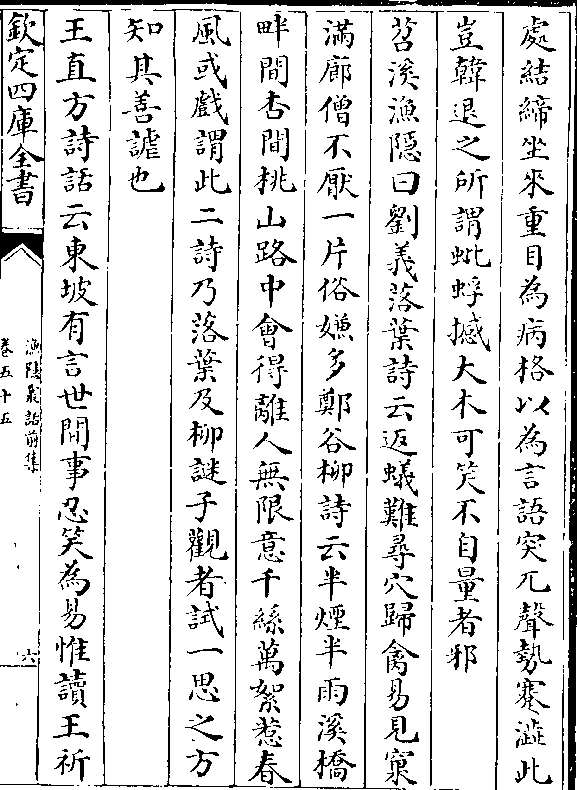 處結締坐來重目為病格以為言語突兀聲勢蹇澁此
豈韓退之所謂蚍蜉撼大木可笑不自量者邪
苕溪漁隱曰劉義落葉詩云返蟻難尋穴歸禽易見窠
滿廊僧不厭一片俗嫌多鄭谷柳詩云半煙半雨溪橋
畔間杏間桃山路中會得離人無限意千絲萬絮惹春
風或戲謂此二詩乃落葉及柳謎子觀者試一思之方
知其善謔也
王直方詩話云東坡有言世間事忍笑為易惟讀王祈
欽定四庫全書
漁隱叢話前集
卷五十五
六